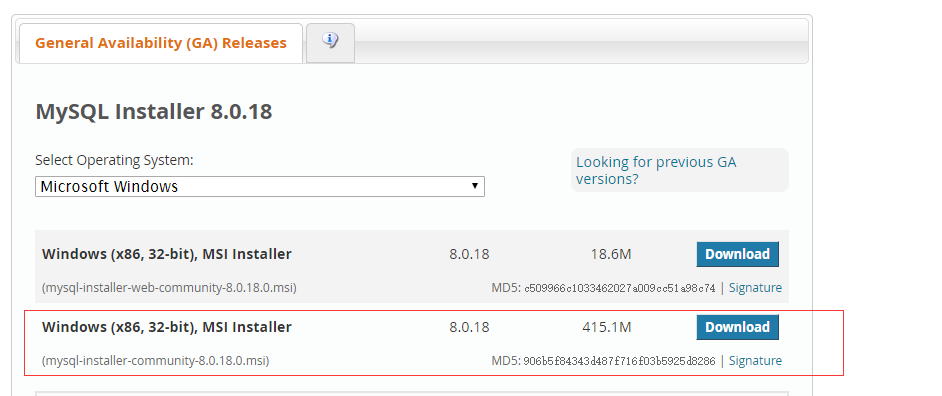 General Availability (GA) Releases
MySQL Installer 8.0.18
Select Operating System:
Looking for previous GA
versions?
Microsoft Windows
Windows (x86, 32-bit), MSI Installer 8.0.18 18.6M Download
(mysql-installer-web-community-8.0.18.0.msi) MD5: c509966c1033462027a009cc51a98c74 | Signature
Windows (x86, 32-bit), MSI Installer 8.0.18 415.1M Download
(mysql-installer-community-8.0.18.0.msi) MD5: 906b5f84343d487f716f03b5925d8286 | Signature